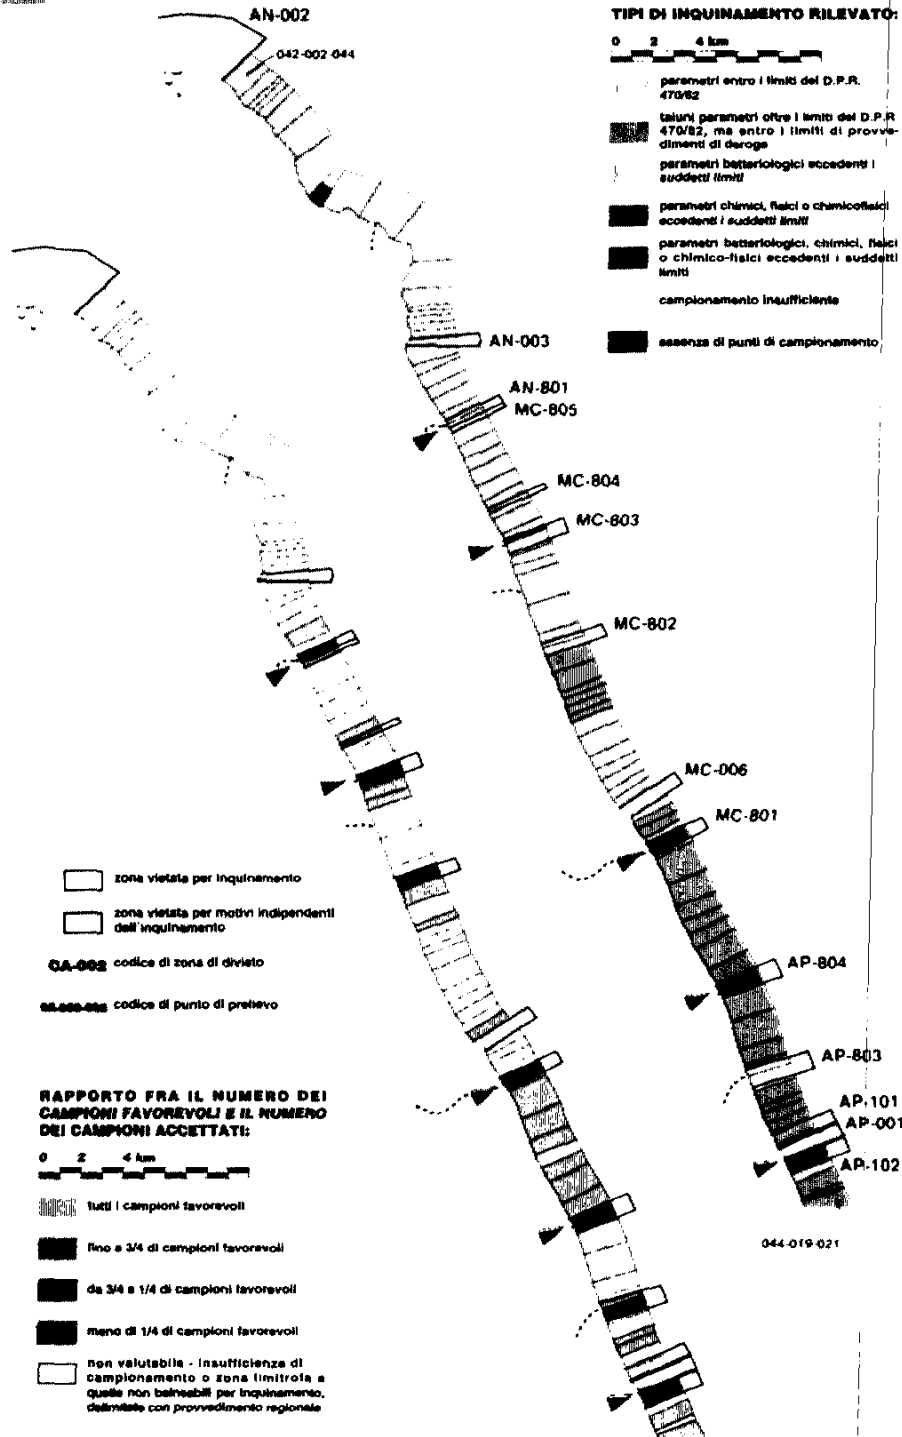 AN-002
042-002-044
TIPI DI INQUINAMENTO RILEVATO:
0 2 4 km
parametri entro i limiti del D.P.R.
470/82
taluni parametri oltre i limiti del D.P.R
470/82, ma entro i limiti di provve-
dimenti di deroga
parametri batteriologici eccedenti i
suddetti limiti
parametri chimici, fisici o chimicofisici
eccedenti i suddetti limiti
parametri batteriologici, chimici, fisici
o chimico-fisici eccedenti i suddetti
limiti
campionamento insufficiente
assenza di punti di campionamento
AN-003
AN-801
MC-805
MC-804
MC-803
MC-802
MC-006
MC-801
AP-804
AP-803
AP-101
AP-001
AP-102
044-019-021
zona vietata per inquinamento
zona vietata per motivi indipendenti
dall'inquinamento
CA-002 codice di zona di divieto
codice di punto di prelievo
RAPPORTO FRA IL NUMERO DEI
CAMPIONI FAVOREVOLI E IL NUMERO
DEI CAMPIONI ACCETTATI:
0 2 4 km
tutti i campioni favorevoli
fino a 3/4 di campioni favorevoli
da 3/4 a 1/4 di campioni favorevoli
meno di 1/4 di campioni favorevoli
non valutabile - insufficienza di
campionamento o zona limitrofa a
quelle non balneabili per inquinamento,
delimitate con provvedimento regionale